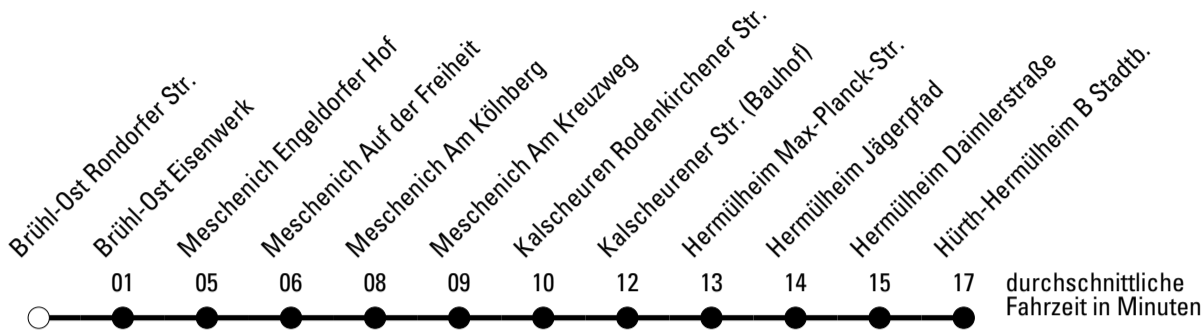 Brühl-Ost Rondorfer Str.
Brühl-Ost Eisenwerk
Meschenich Engeldorfer Hof
Meschenich Auf der Freiheit
Meschenich Am Kölnberg
Meschenich Am Kreuzweg
Kalscheuren Rodenkirchener Str.
Kalscheurener Str. (Bauhof)
Hermülheim Max-Planck-Str.
Hermülheim Jägerpfad
Hermülheim Daimlerstraße
Hürth-Hermülheim B Stadtb.
01 05 06 08 09 10 12 13 14 15 17
durchschnittliche
Fahrzeit in Minuten